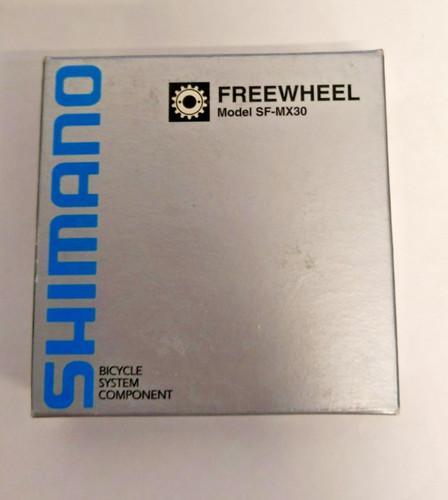 SHIMANO
FREEWHEEL
Model SF-MX30
BICYCLE
SYSTEM
COMPONENT